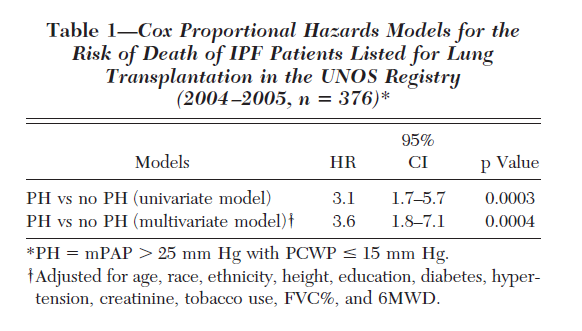 Table 1—Cox Proportional Hazards Models for the
Risk of Death of IPF Patients Listed for Lung
Transplantation in the UNOS Registry
(2004–2005, n = 376)*
95%
Models HR CI p Value
PH vs no PH (univariate model) 3.1 1.7–5.7 0.0003
PH vs no PH (multivariate model)† 3.6 1.8–7.1 0.0004
*PH = mPAP > 25 mm Hg with PCWP ≤ 15 mm Hg.
†Adjusted for age, race, ethnicity, height, education, diabetes, hyper-
tension, creatinine, tobacco use, FVC%, and 6MWD.